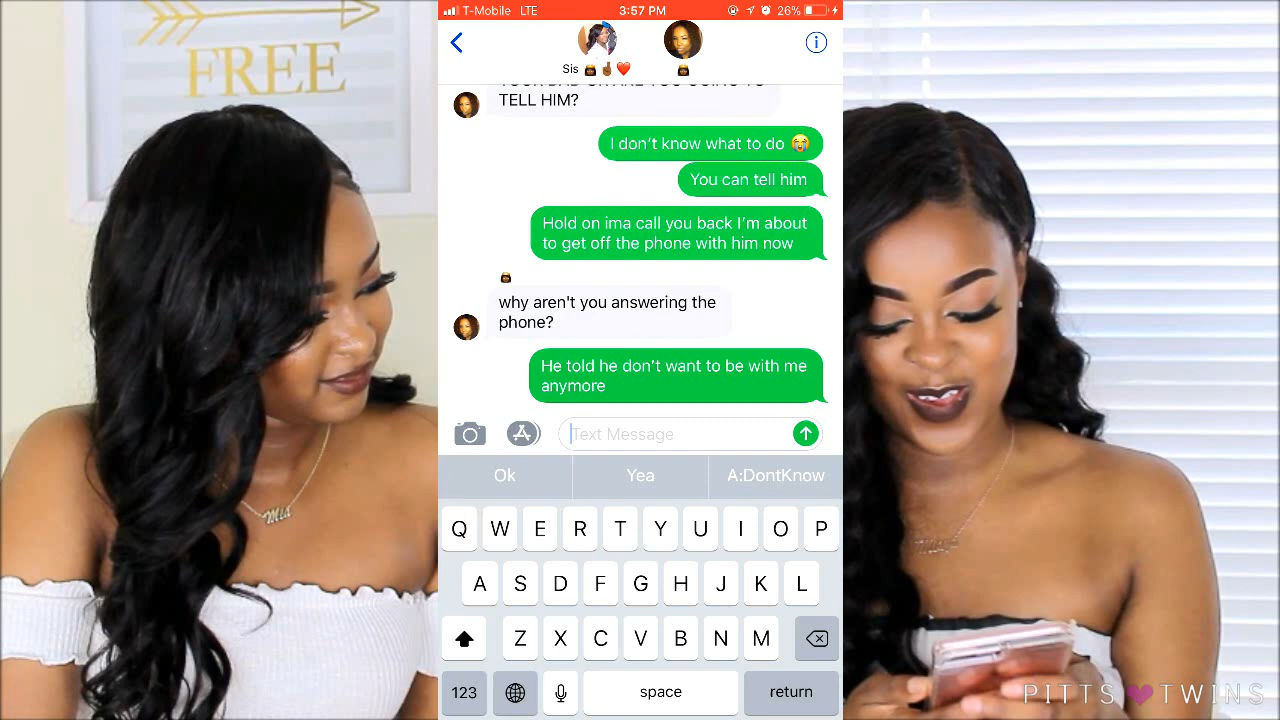 FREE
T-Mobile LTE
3:57 PM
26%
Sis
TELL HIM?
I don’t know what to do 😭
You can tell him
Hold on ima call you back I’m about
to get off the phone with him now
why aren't you answering the
phone?
He told he don’t want to be with me
anymore
Text Message
Ok Yea A:DontKnow
Q W E R T Y U I O P
A S D F G H J K L
Z X C V B N M
123 space return
Mia
PITTS💜TWINS